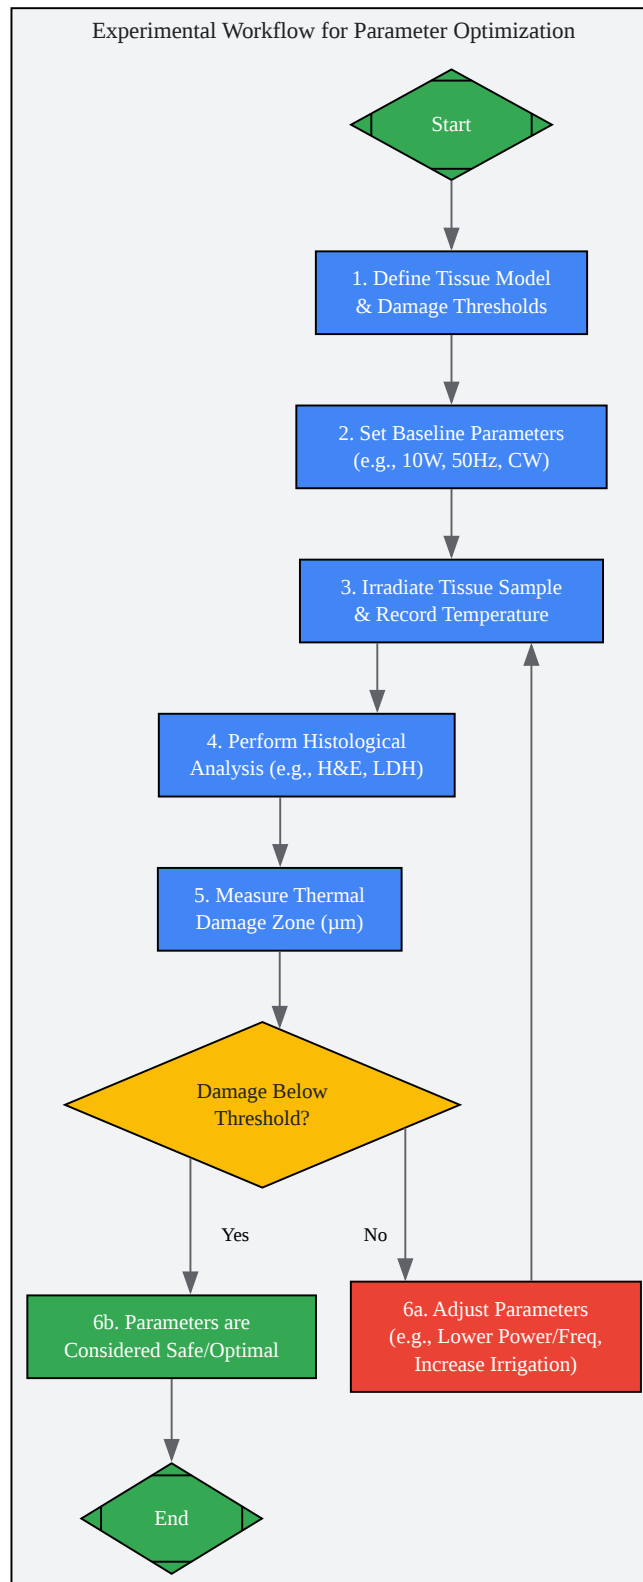 Experimental Workflow for Parameter Optimization
Start
1. Define Tissue Model
& Damage Thresholds
2. Set Baseline Parameters
(e.g., 10W, 50Hz, CW)
3. Irradiate Tissue Sample
& Record Temperature
4. Perform Histological
Analysis (e.g., H&E, LDH)
5. Measure Thermal
Damage Zone (µm)
Damage Below
Threshold?
Yes
No
6b. Parameters are
Considered Safe/Optimal
6a. Adjust Parameters
(e.g., Lower Power/Freq,
Increase Irrigation)
End